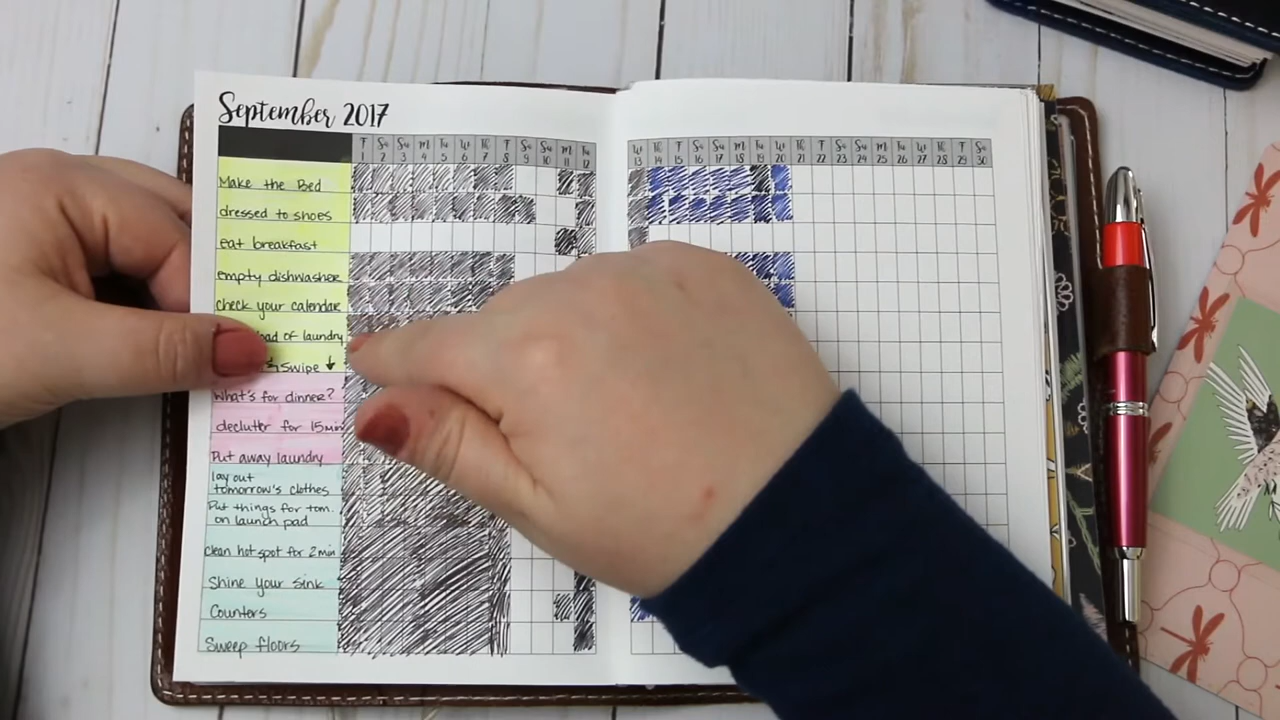 September 2017
F Sa Su M Tu W Th F Sa Su M Tu W Th F Sa Su M Tu W Th F Sa Su M Tu W Th F Sa
2 3 4 5 6 7 8 9 10 11 12 13 14 15 16 17 18 19 20 21 22 23 24 25 26 27 28 29 30
Make the Bed
dressed to shoes
eat breakfast
empty dishwasher
check your calendar
of laundry
Swipe ↓
What's for dinner?
declutter for 15min
Put away laundry
lay out
tomorrow's clothes
Put things for tom.
on launch pad
clean hot spot for 2min
Shine your sink
Counters
Sweep floors